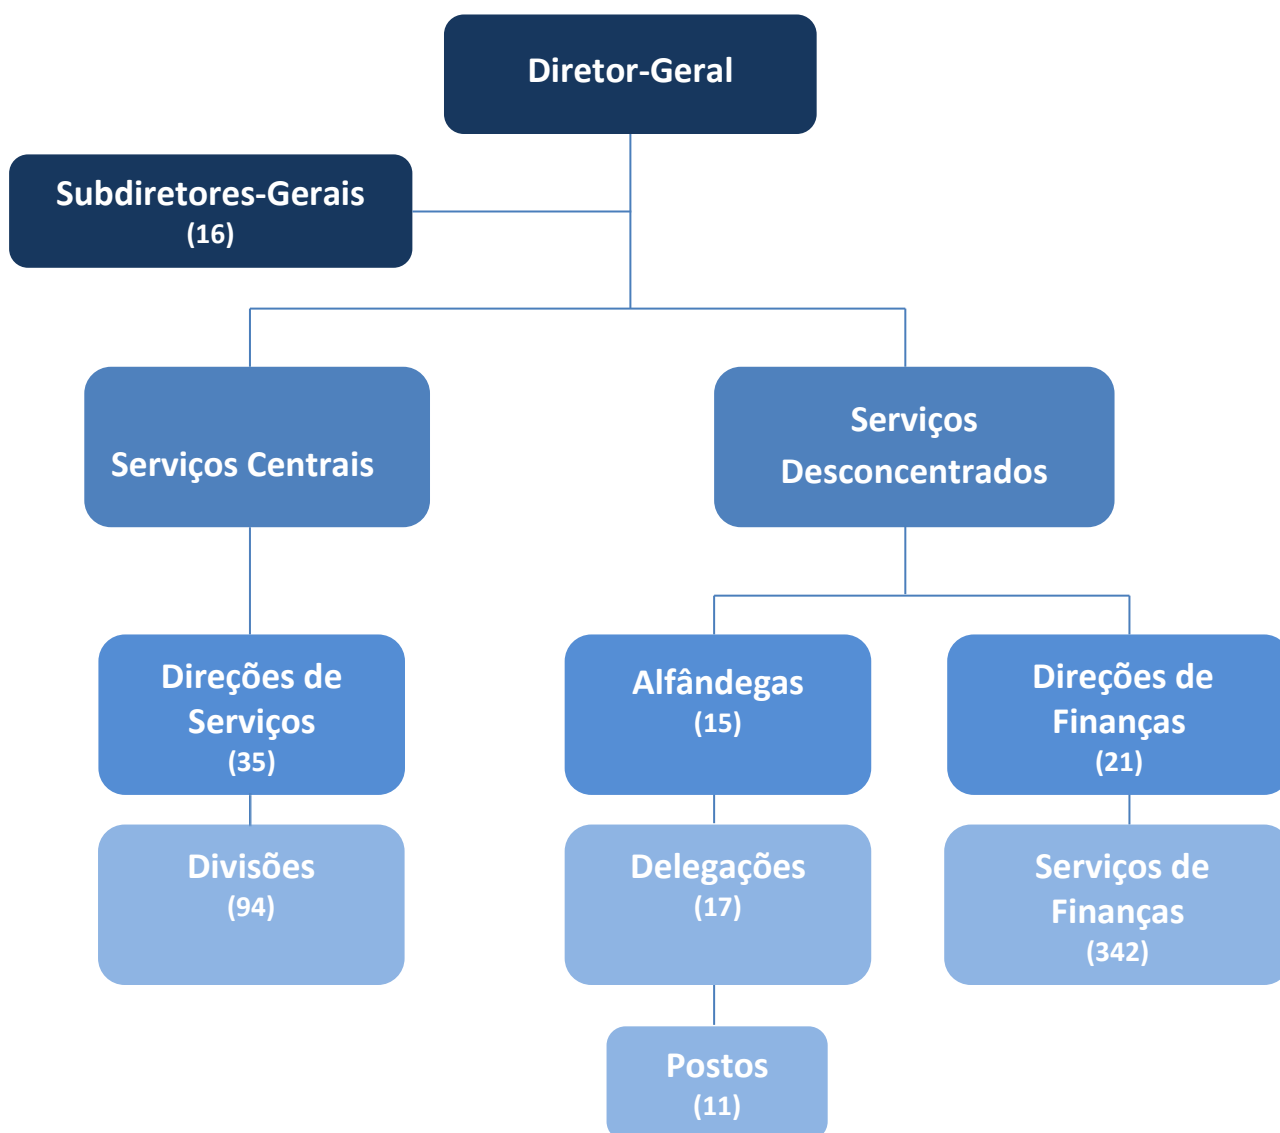 Diretor-Geral
Subdiretores-Gerais
(16)
Serviços Centrais
Serviços
Desconcentrados
Direções de
Serviços
(35)
Alfândegas
(15)
Direções de
Finanças
(21)
Divisões
(94)
Delegações
(17)
Serviços de
Finanças
(342)
Postos
(11)